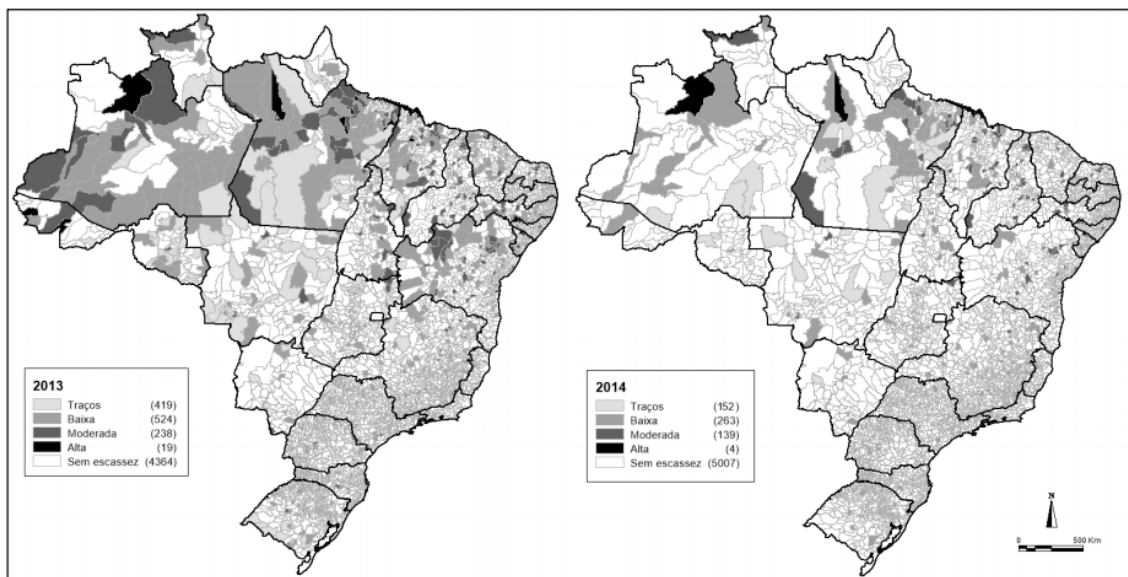 2013
Traços (419)
Baixa (524)
Moderada (238)
Alta (19)
Sem escassez (4364)
2014
Traços (152)
Baixa (263)
Moderada (139)
Alta (4)
Sem escassez (5007)
N
0 500 Km